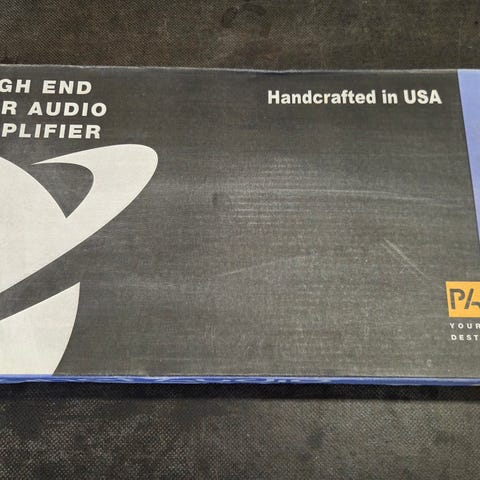 GH END
R AUDIO
PLIFIER
Handcrafted in USA
YOUR
DEST